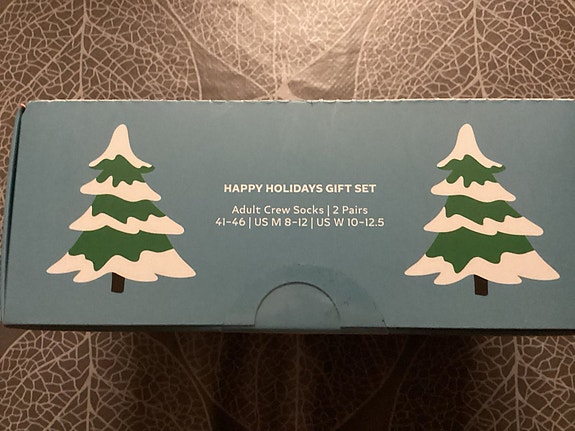 HAPPY HOLIDAYS GIFT SET
Adult Crew Socks | 2 Pairs
41-46 | US M 8-12 | US W 10-12.5